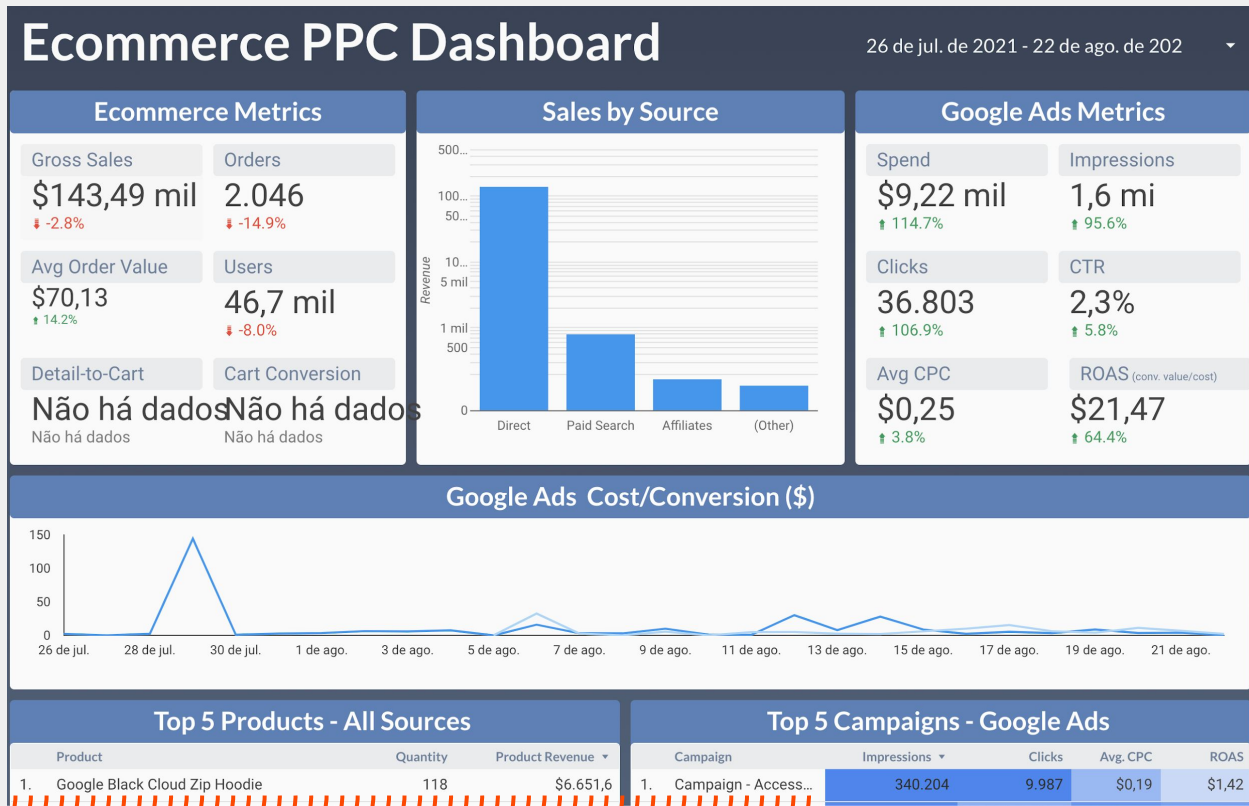 Ecommerce PPC Dashboard
26 de jul. de 2021 - 22 de ago. de 202
Ecommerce Metrics
Gross Sales
Orders
$143,49 mil
2.046
-2.8%
-14.9%
Avg Order Value
Users
$70,13
46,7 mil
14.2%
-8.0%
Detail-to-Cart
Cart Conversion
Não há dados
Não há dados
Não há dados
Não há dados
Sales by Source
Revenue
500...
100...
50...
10...
5 mil
1 mil
500
0
Direct
Paid Search
Affiliates
(Other)
Google Ads Metrics
Spend
Impressions
$9,22 mil
1,6 mi
114.7%
95.6%
Clicks
CTR
36.803
2,3%
106.9%
5.8%
Avg CPC
ROAS (conv. value/cost)
$0,25
$21,47
3.8%
64.4%
Google Ads Cost/Conversion ($)
150
100
50
0
26 de jul.
28 de jul.
30 de jul.
1 de ago.
3 de ago.
5 de ago.
7 de ago.
9 de ago.
11 de ago.
13 de ago.
15 de ago.
17 de ago.
19 de ago.
21 de ago.
Top 5 Products - All Sources
Product Quantity Product Revenue
1. Google Black Cloud Zip Hoodie 118 $6.651,6
Top 5 Campaigns - Google Ads
Campaign Impressions Clicks Avg. CPC ROAS
1. Campaign - Access... 340.204 9.987 $0,19 $1,42